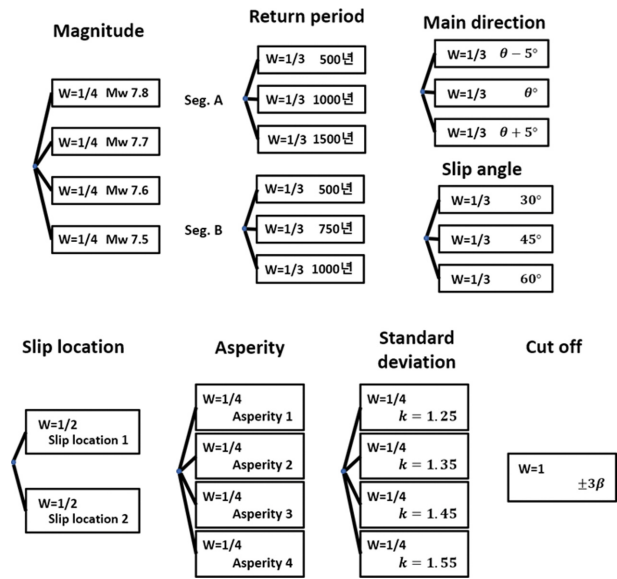 Magnitude
W=1/4 Mw 7.8
W=1/4 Mw 7.7
W=1/4 Mw 7.6
W=1/4 Mw 7.5
Return period
Seg. A
W=1/3 500년
W=1/3 1000년
W=1/3 1500년
Seg. B
W=1/3 500년
W=1/3 750년
W=1/3 1000년
Main direction
W=1/3 θ − 5°
W=1/3 θ°
W=1/3 θ + 5°
Slip angle
W=1/3 30°
W=1/3 45°
W=1/3 60°
Slip location
W=1/2
Slip location 1
W=1/2
Slip location 2
Asperity
W=1/4
Asperity 1
W=1/4
Asperity 2
W=1/4
Asperity 3
W=1/4
Asperity 4
Standard
deviation
W=1/4
k = 1.25
W=1/4
k = 1.35
W=1/4
k = 1.45
W=1/4
k = 1.55
Cut off
W=1
±3β